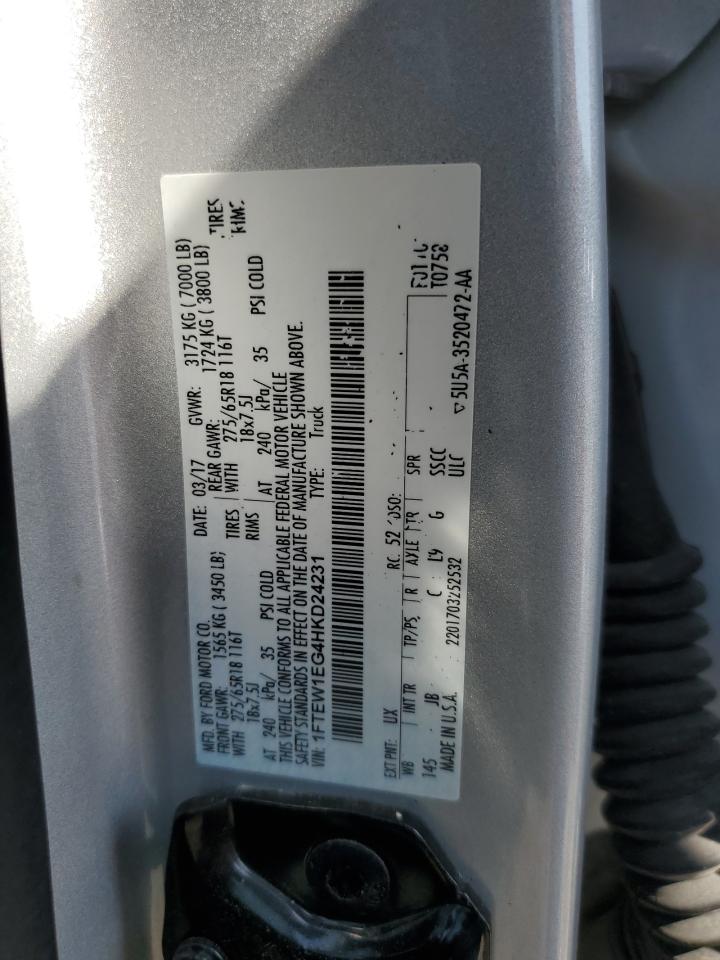 MFD. BY FORD MOTOR CO. DATE: 03/17 GVWR: 3175 KG ( 7000 LB)
FRONT GAWR: 1565 KG ( 3450 LB) REAR GAWR: 1724 KG ( 3800 LB)
WITH 275/65R18 116T TIRES WITH 275/65R18 116T TIRES
18x7.5J RIMS 18x7.5J
AT 240 kPa/ 35 PSI COLD AT 240 kPa/ 35 PSI COLD
THIS VEHICLE CONFORMS TO ALL APPLICABLE FEDERAL MOTOR VEHICLE
SAFETY STANDARDS IN EFFECT ON THE DATE OF MANUFACTURE SHOWN ABOVE.
VIN: 1FTEW1EG4HKD24231 TYPE: Truck
EXT PNT: UX RC: 52 DSO:
WB INT TR TP/PS R AXLE TR SPR
145 JB C L9 G SSCC T0758
MADE IN U.S.A. 2201703252532 ULC
▽5U5A-3520472-AA